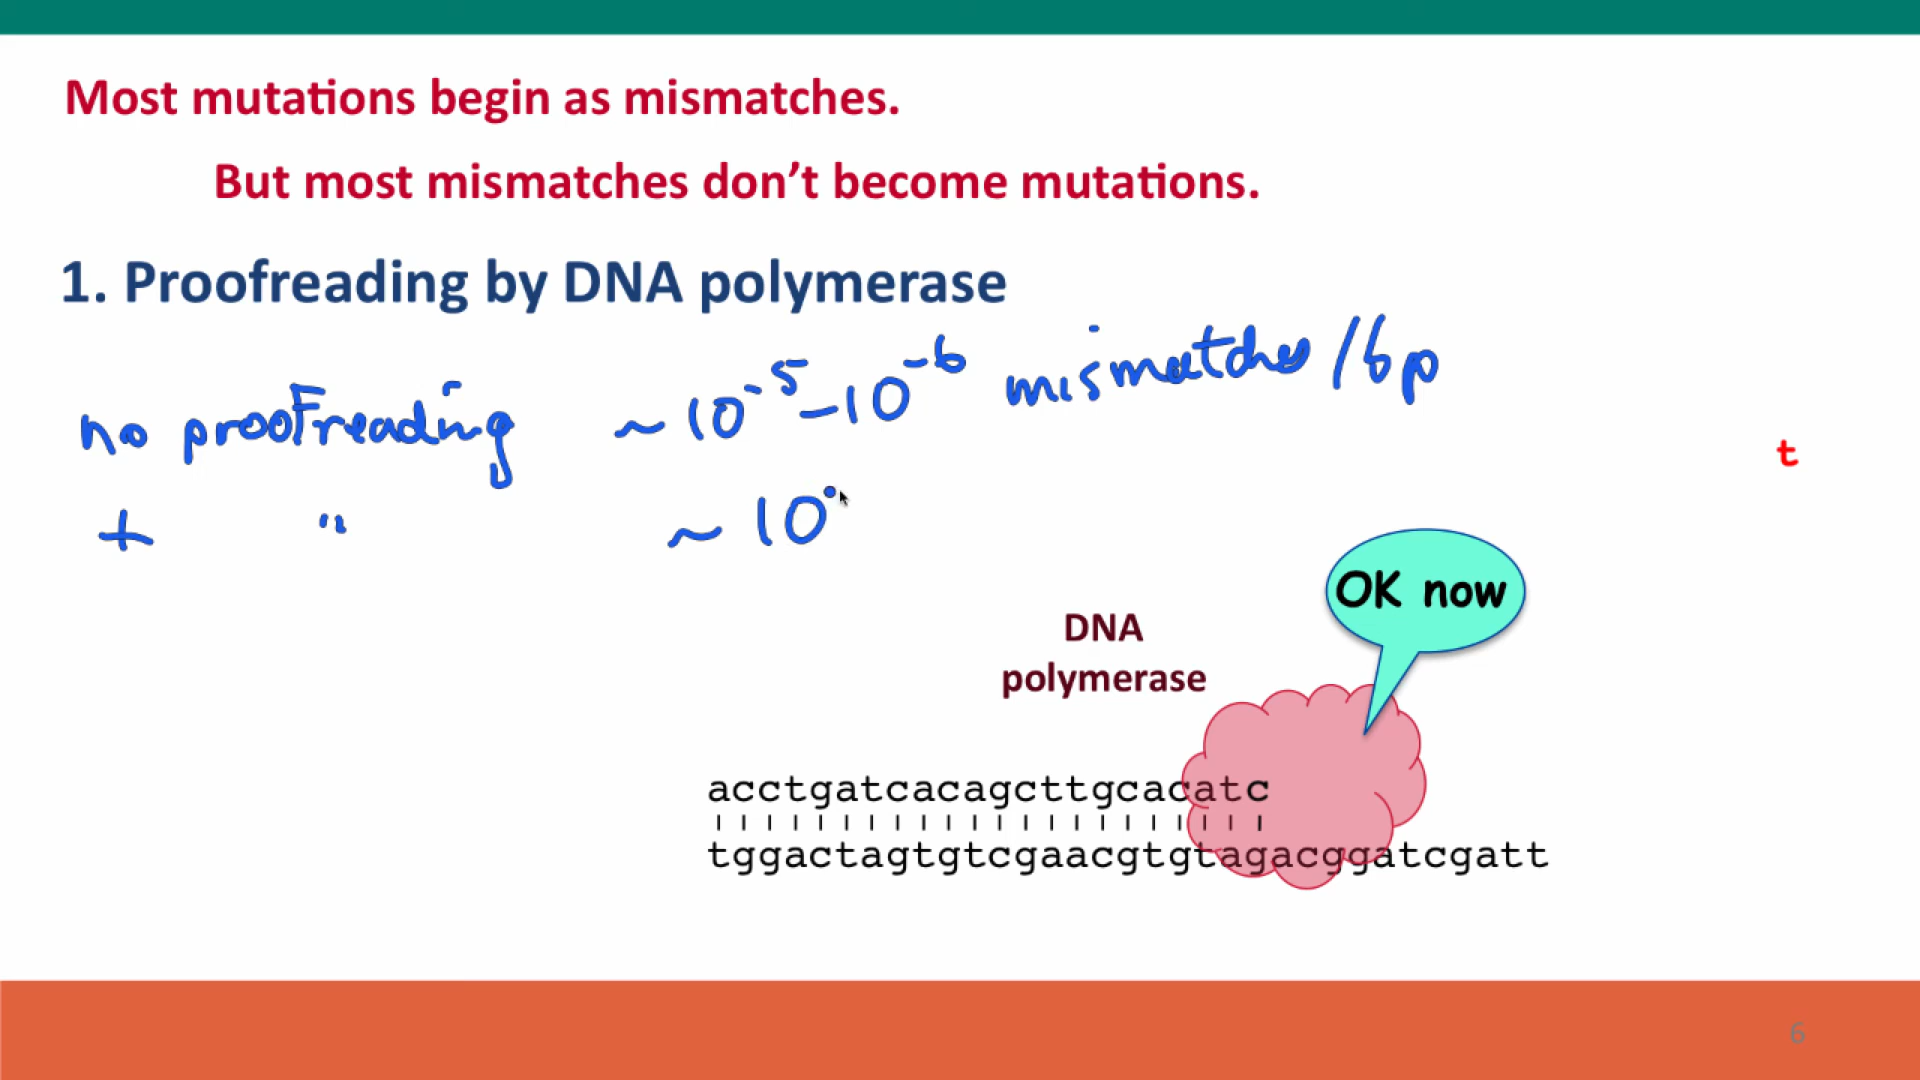 Most mutations begin as mismatches.
But most mismatches don't become mutations.
1. Proofreading by DNA polymerase
no proofreading ~10⁻⁵–10⁻⁶ mismatches/bp
+ " ~10
t
OK now
DNA
polymerase
acctgatcacagcttgcacatc
tggactagtgtcgaacgtgtagacggatcgatt
6